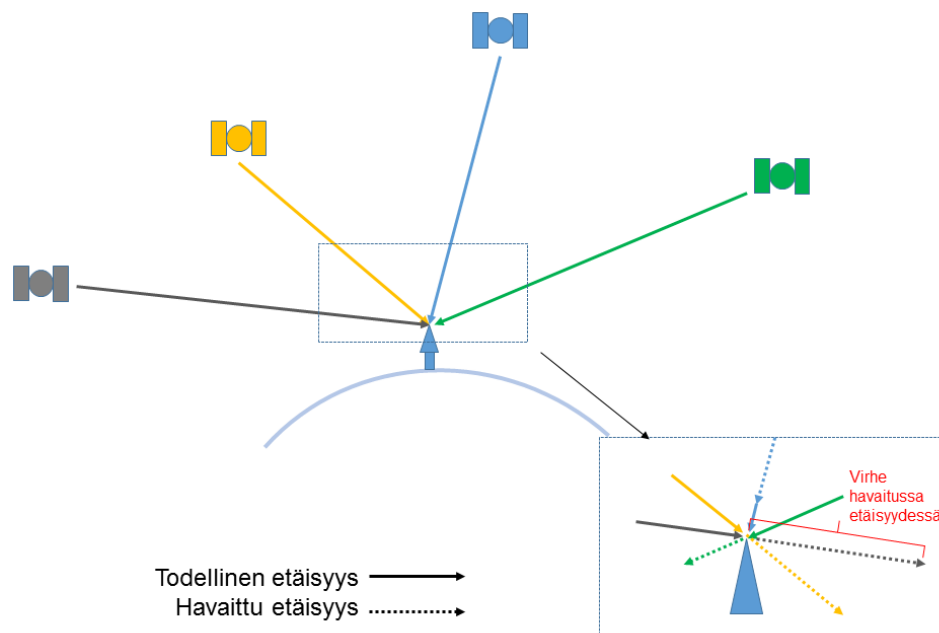 Virhe
havaitussa
etäisyydessä
Todellinen etäisyys
Havaittu etäisyys